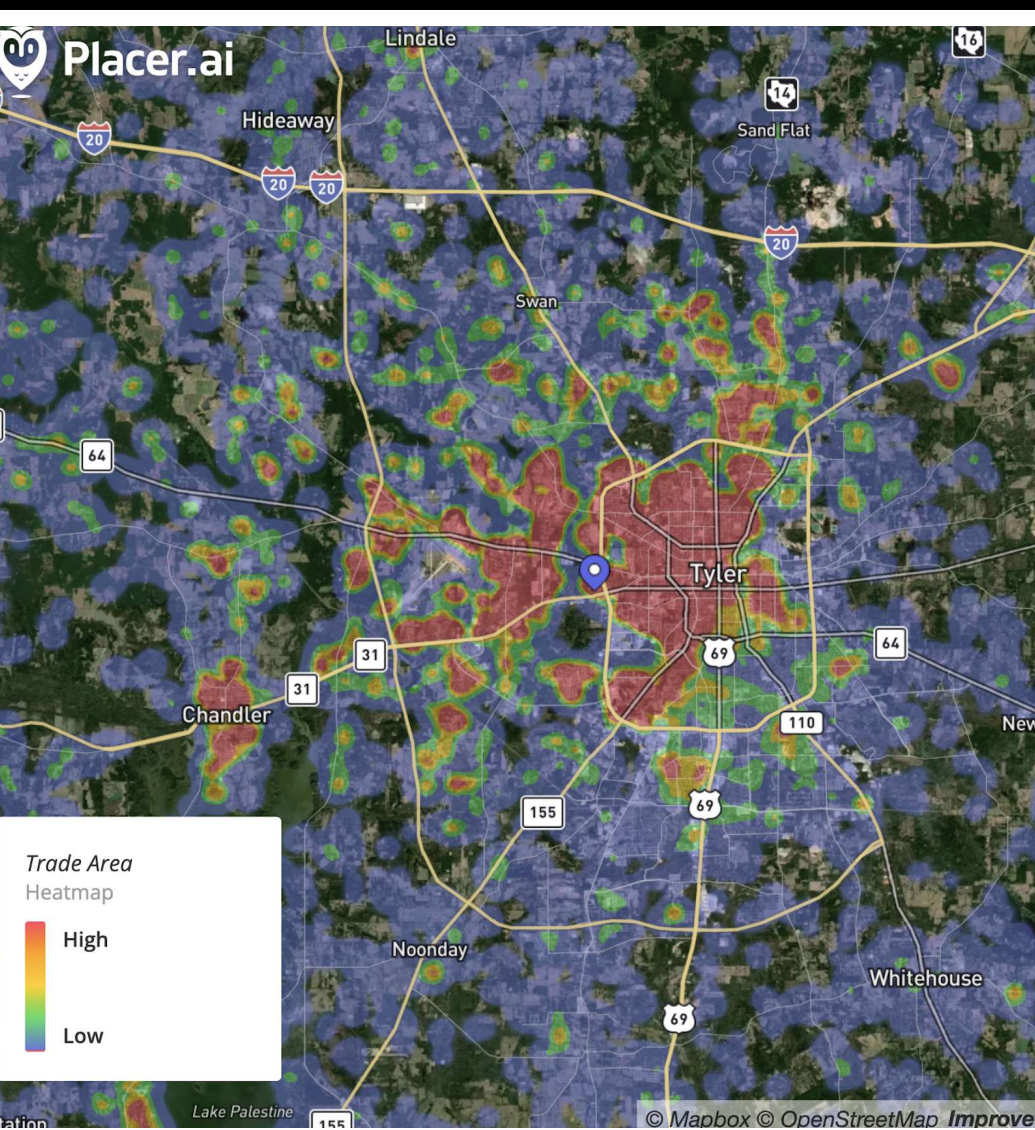 Lindale
16
Placer.ai
14
Hideaway
Sand Flat
20
20
20
20
Swan
64
Tyler
31
69
64
31
Chandler
110
155
69
Trade Area
Heatmap
High
Low
Noonday
Whitehouse
69
Lake Palestine
155
© Mapbox © OpenStreetMap Improve